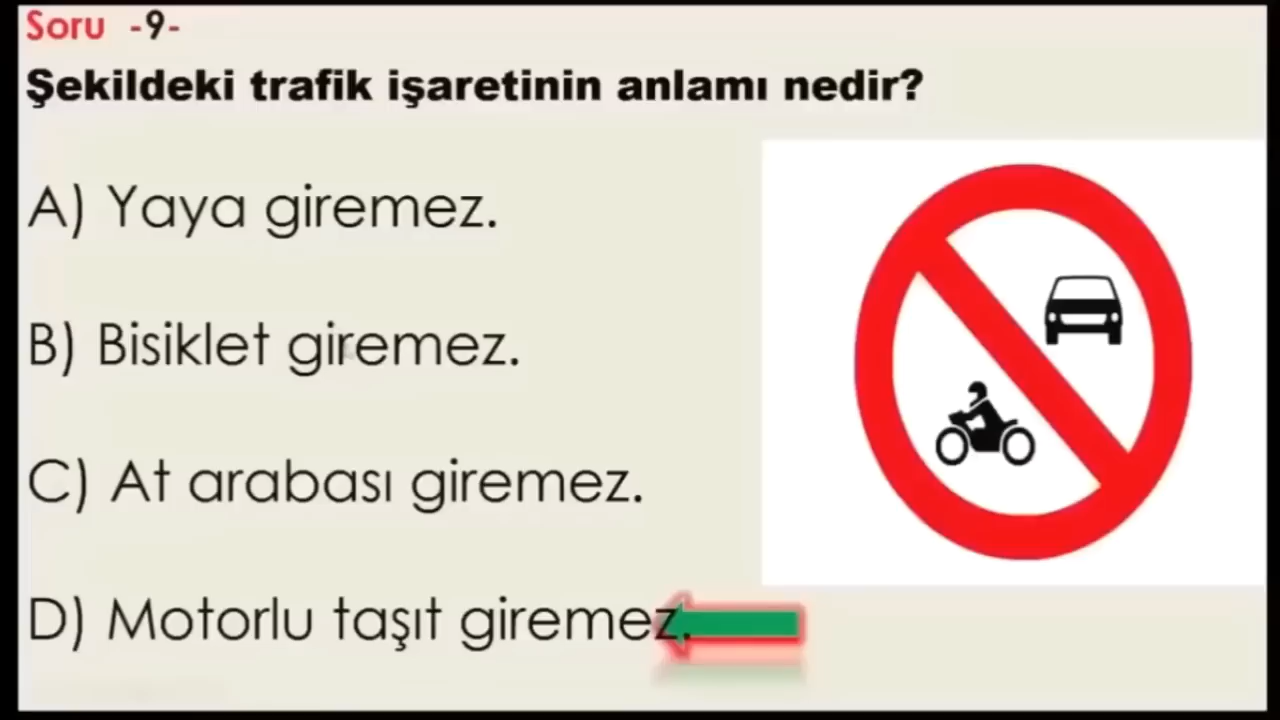 Soru -9-
Şekildeki trafik işaretinin anlamı nedir?
A) Yaya giremez.
B) Bisiklet giremez.
C) At arabası giremez.
D) Motorlu taşıt giremez.